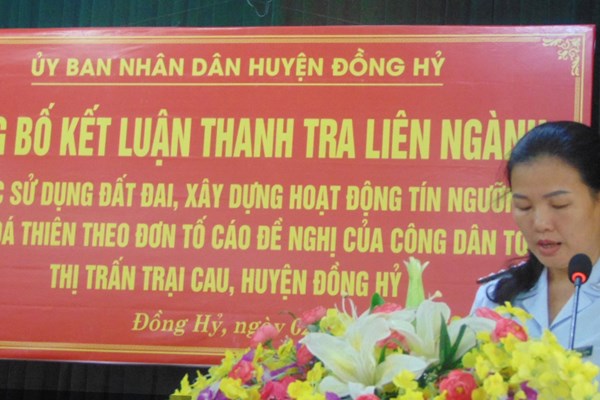 ỦY BAN NHÂN DÂN HUYỆN ĐỒNG HỶ
BỐ KẾT LUẬN THANH TRA LIÊN NGÀNH
SỬ DỤNG ĐẤT ĐAI, XÂY DỰNG HOẠT ĐỘNG TÍN NGƯỠ
ĐÁ THIÊN THEO ĐƠN TỐ CÁO ĐỀ NGHỊ CỦA CÔNG DÂN TỔ
THỊ TRẤN TRẠI CAU, HUYỆN ĐỒNG HỶ
Đồng Hỷ, ngày